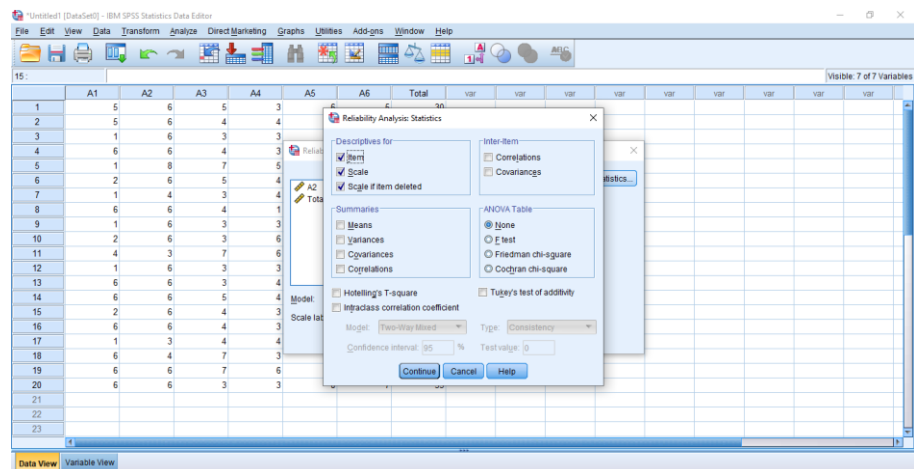 *Untitled1 [DataSet0] - IBM SPSS Statistics Data Editor
File Edit View Data Transform Analyze Direct Marketing Graphs Utilities Add-ons Window Help
15 :
Visible: 7 of 7 Variables
A1 A2 A3 A4 A5 A6 Total var var var var var var var var
1 5 6 5 3 6 5 30
2 5 6 4 4
3 1 6 3 3
4 6 6 4 3
5 1 8 7 5
6 2 6 5 4
7 1 4 3 4
8 6 6 4 1
9 1 6 3 3
10 2 6 3 6
11 4 3 7 6
12 1 6 3 3
13 6 6 3 4
14 6 6 5 4
15 2 6 4 3
16 6 6 4 3
17 1 3 4 4
18 6 4 7 3
19 6 6 7 6
20 6 6 3 3
21
22
23
Reliab
A2
Tota
Model:
Scale lab
atistics...
Reliability Analysis: Statistics
Descriptives for
Item
Scale
Scale if item deleted
Inter-Item
Correlations
Covariances
Summaries
Means
Variances
Covariances
Correlations
ANOVA Table
None
F test
Friedman chi-square
Cochran chi-square
Hotelling's T-square
Tukey's test of additivity
Intraclass correlation coefficient
Model: Two-Way Mixed Type: Consistency
Confidence interval: 95 % Test value: 0
Continue Cancel Help
Data View Variable View